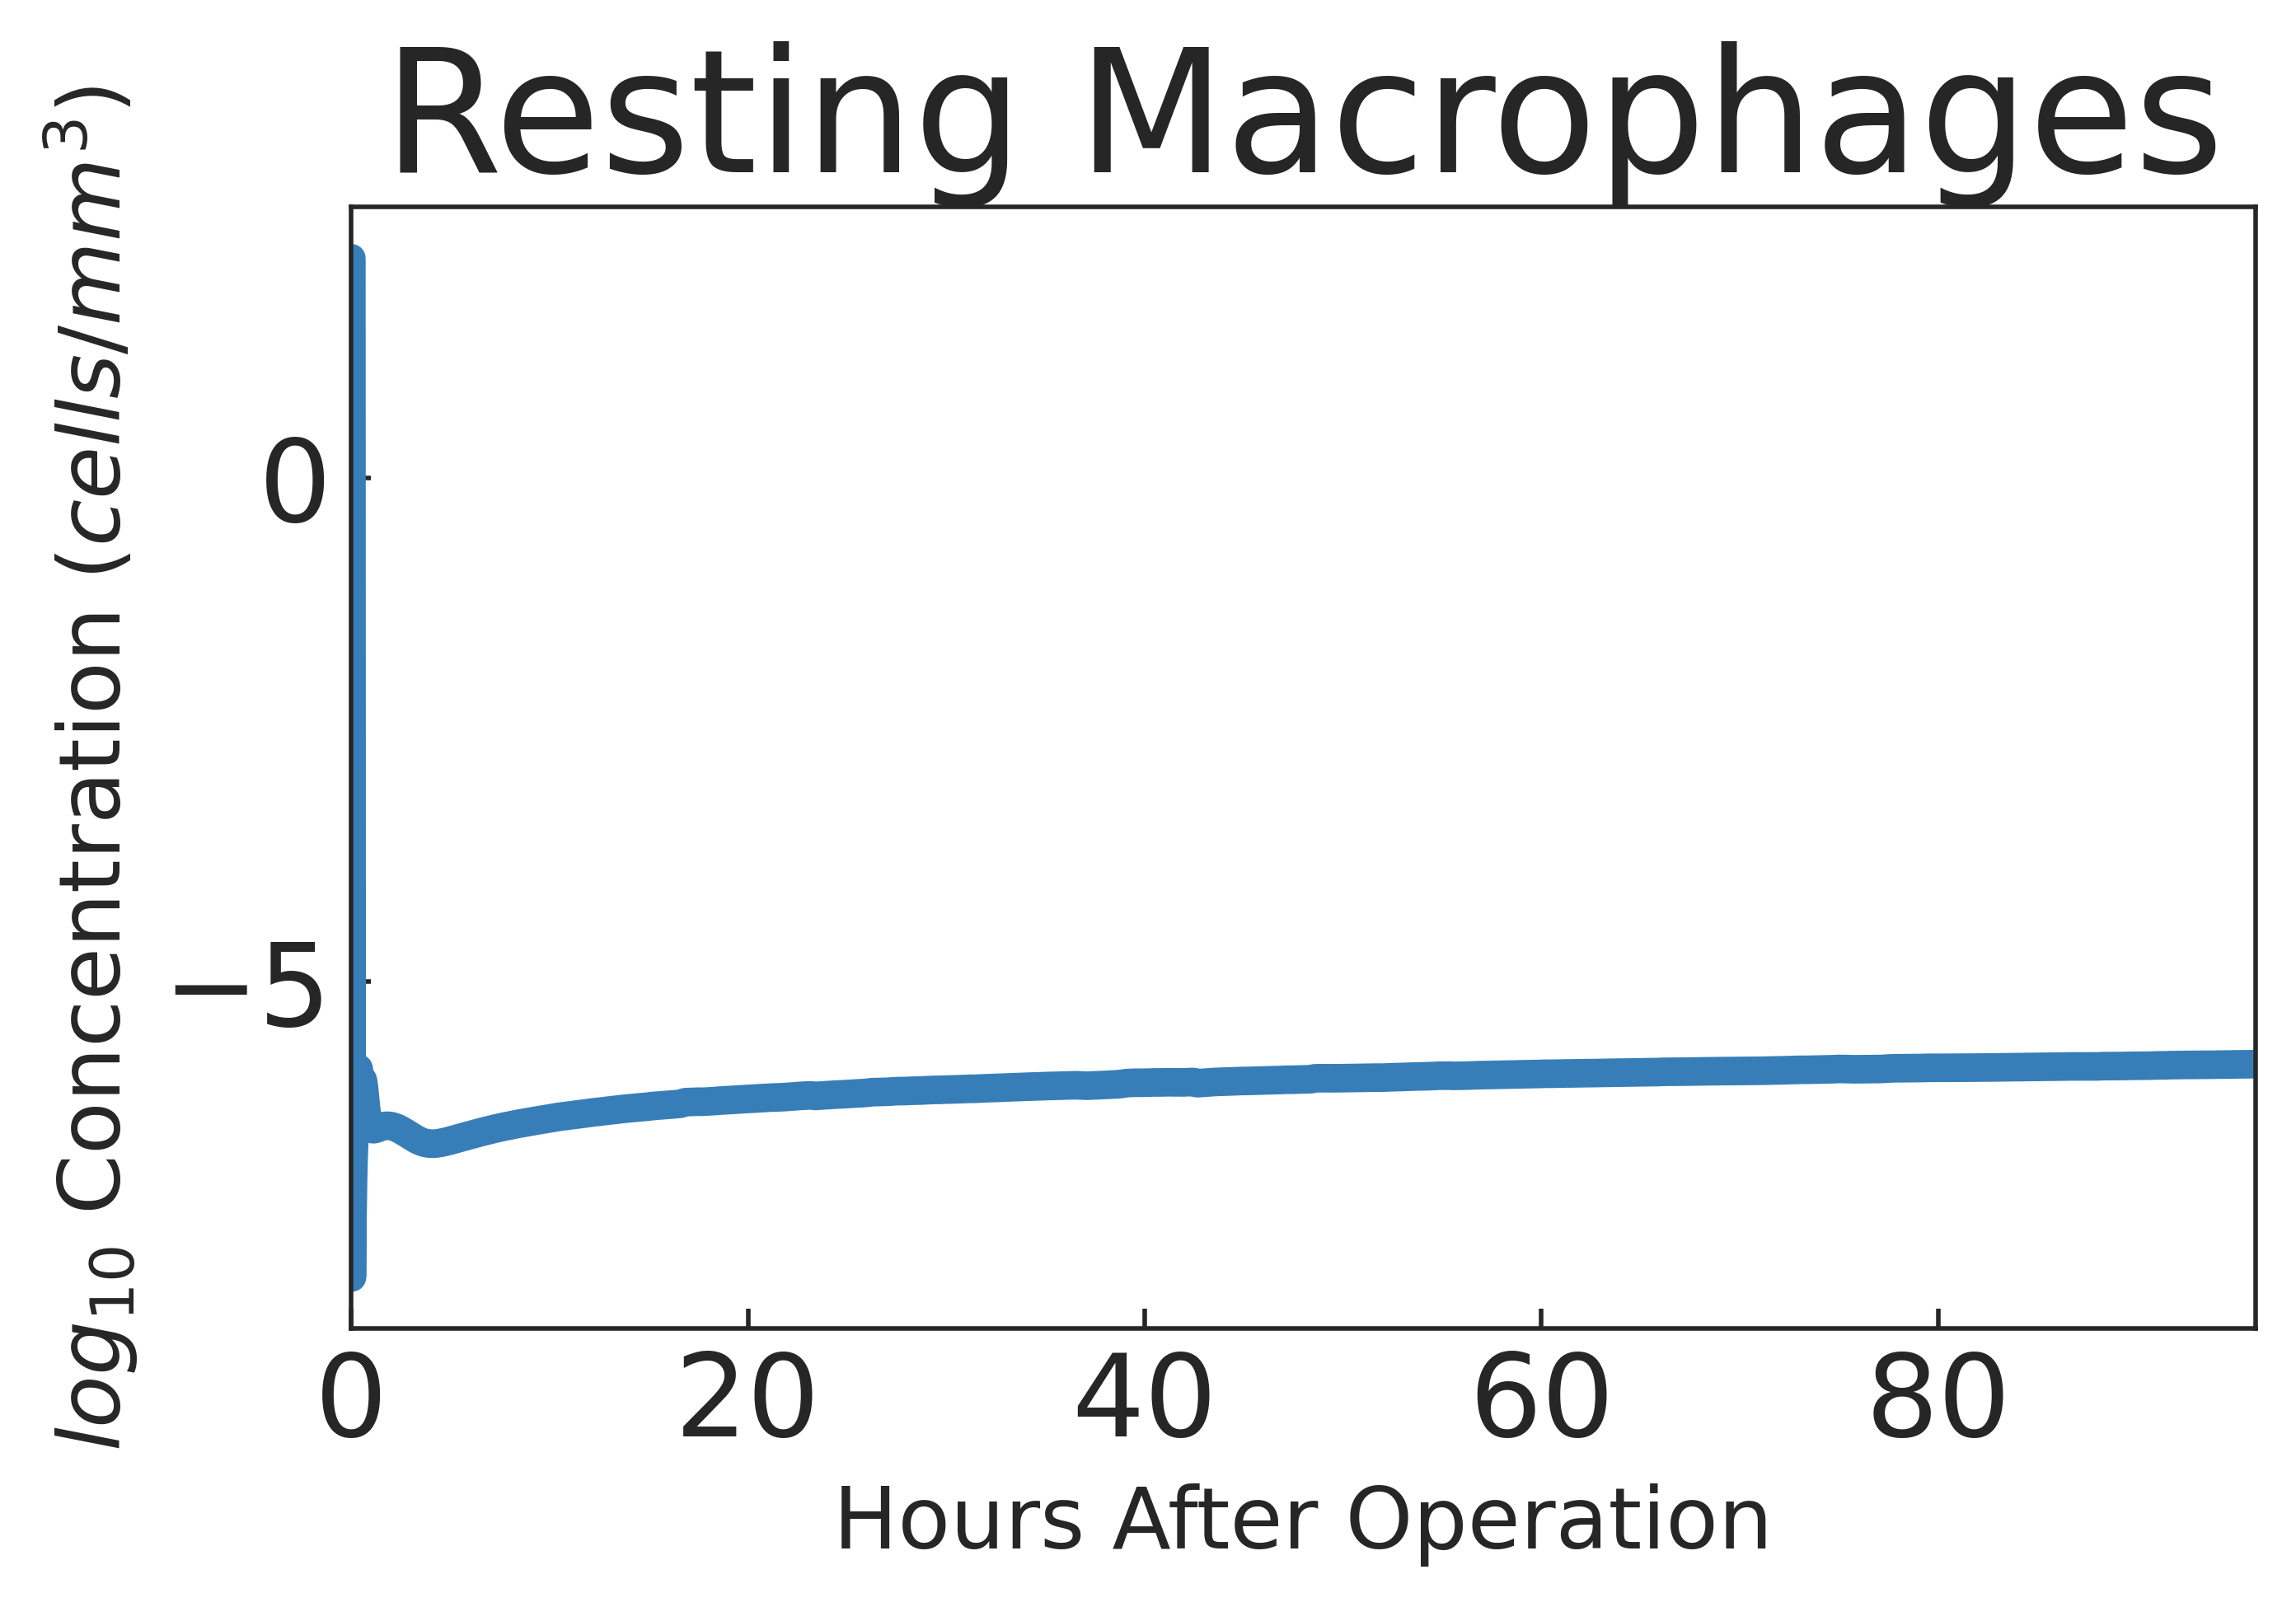 Resting Macrophages
log₁₀ Concentration (cells/mm³)
0
−5
0 20 40 60 80
Hours After Operation